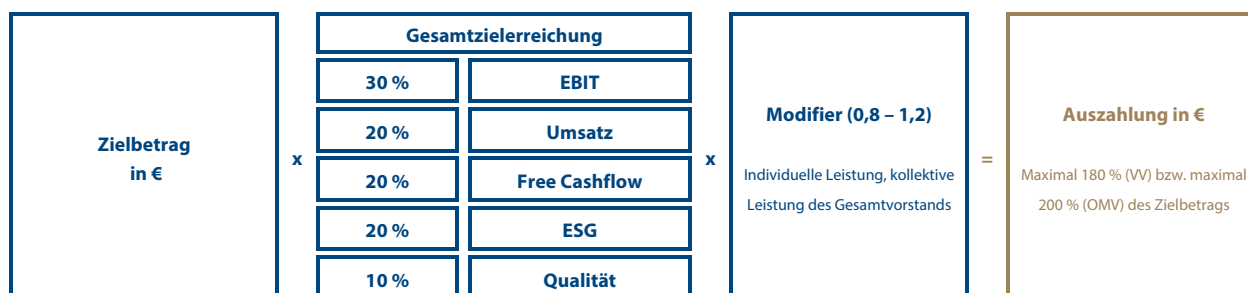 Zielbetrag
in €
x
Gesamtzielerreichung
30 % EBIT
20 % Umsatz
20 % Free Cashflow
20 % ESG
10 % Qualität
x
Modifier (0,8 – 1,2)
Individuelle Leistung, kollektive
Leistung des Gesamtvorstands
=
Auszahlung in €
Maximal 180 % (VV) bzw. maximal
200 % (OMV) des Zielbetrags